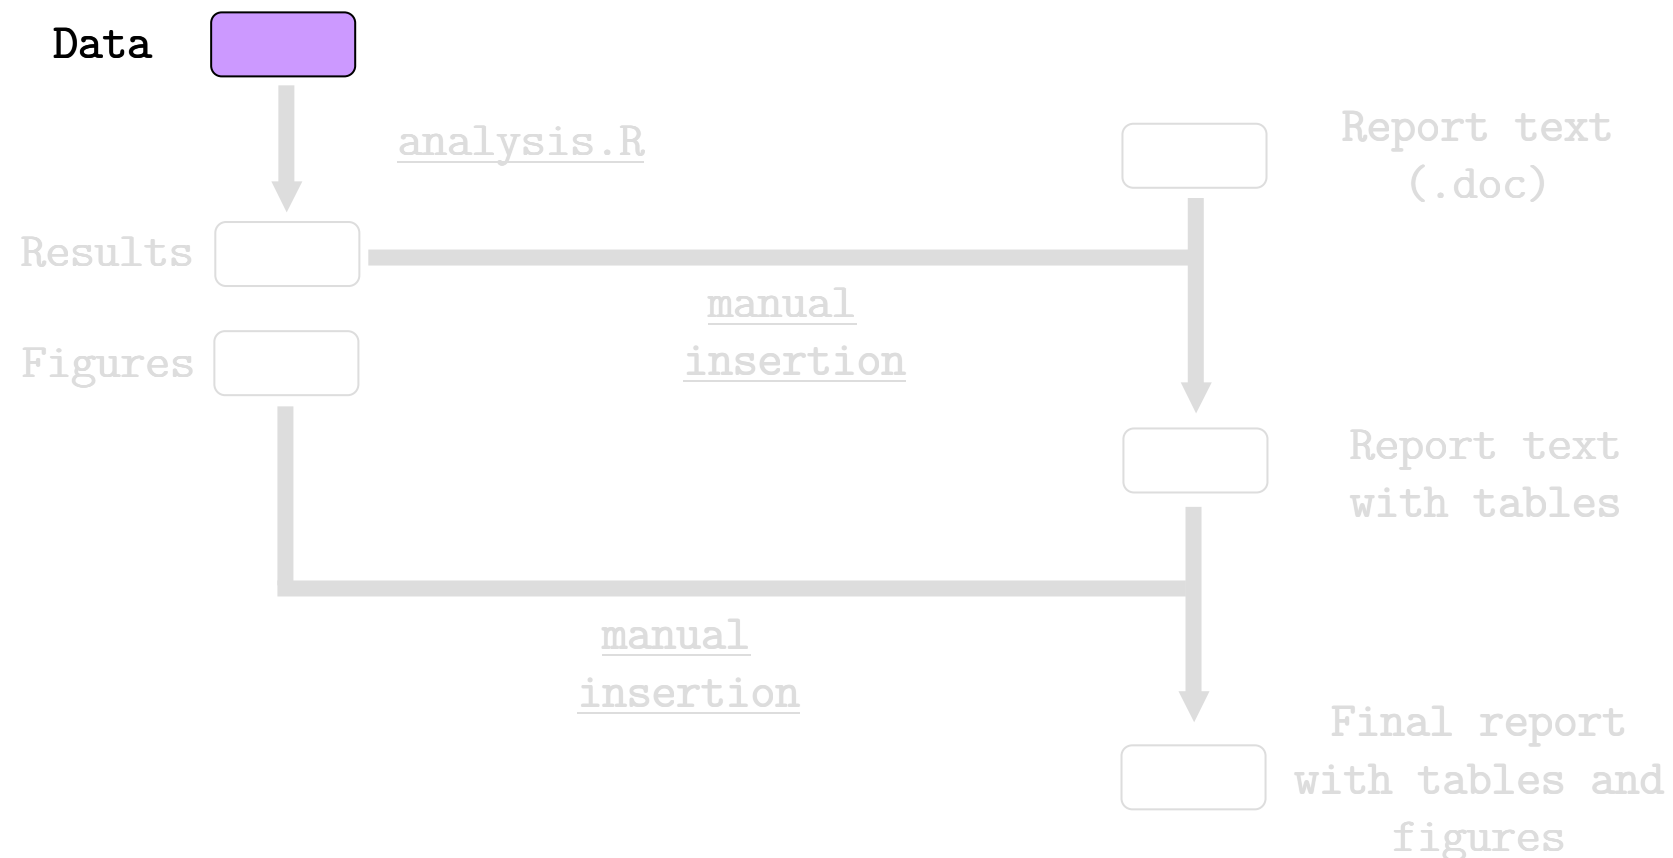 Data
analysis.R
Report text
(.doc)
Results
manual
insertion
Figures
Report text
with tables
manual
insertion
Final report
with tables and
figures